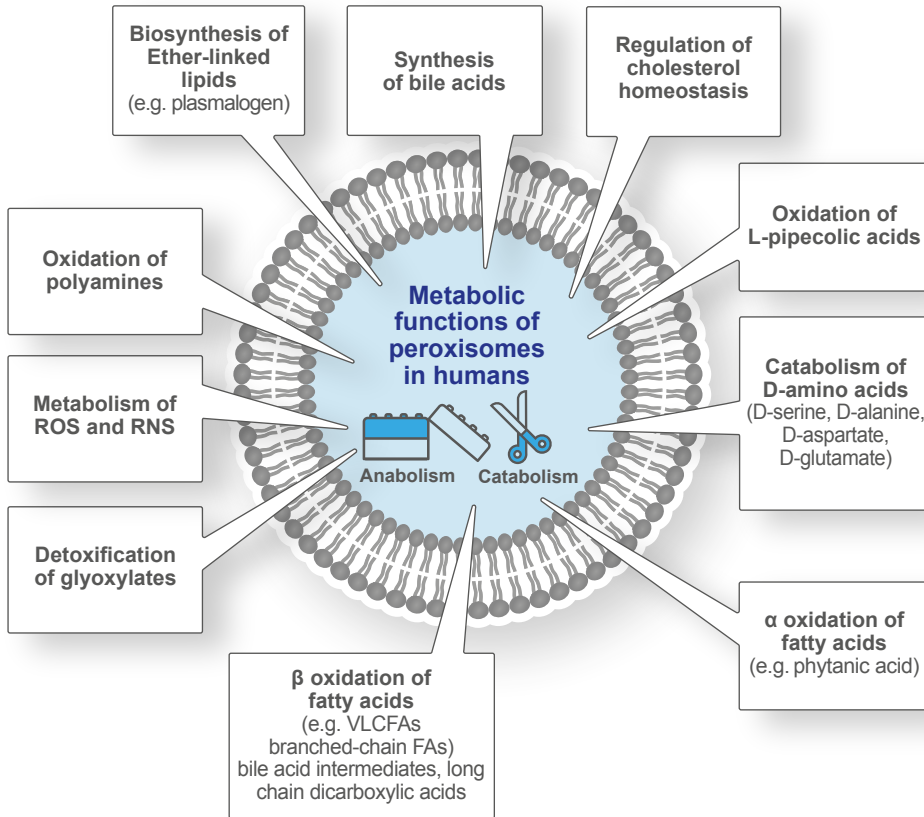 Biosynthesis of
Ether-linked
lipids
(e.g. plasmalogen)
Synthesis
of bile acids
Regulation of
cholesterol
homeostasis
Oxidation of
polyamines
Oxidation of
L-pipecolic acids
Metabolic
functions of
peroxisomes
in humans
Anabolism
Catabolism
Metabolism of
ROS and RNS
Catabolism of
D-amino acids
(D-serine, D-alanine,
D-aspartate,
D-glutamate)
Detoxification
of glyoxylates
α oxidation of
fatty acids
(e.g. phytanic acid)
β oxidation of
fatty acids
(e.g. VLCFAs
branched-chain FAs)
bile acid intermediates, long
chain dicarboxylic acids